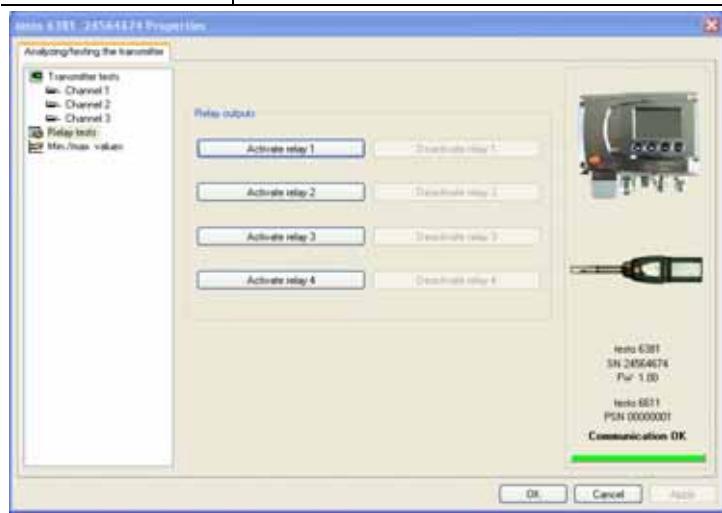 testo 6381 24564674 Properties
Analyzing/testing the transmitter
Transmitter tests
Channel 1
Channel 2
Channel 3
Relay tests
Min./max. values
Relay outputs
Activate relay 1
Deactivate relay 1
Activate relay 2
Deactivate relay 2
Activate relay 3
Deactivate relay 3
Activate relay 4
Deactivate relay 4
testo 6381
SN 24564674
FW 1.00
testo 6611
PSN 00000001
Communication OK
OK
Cancel
Apply